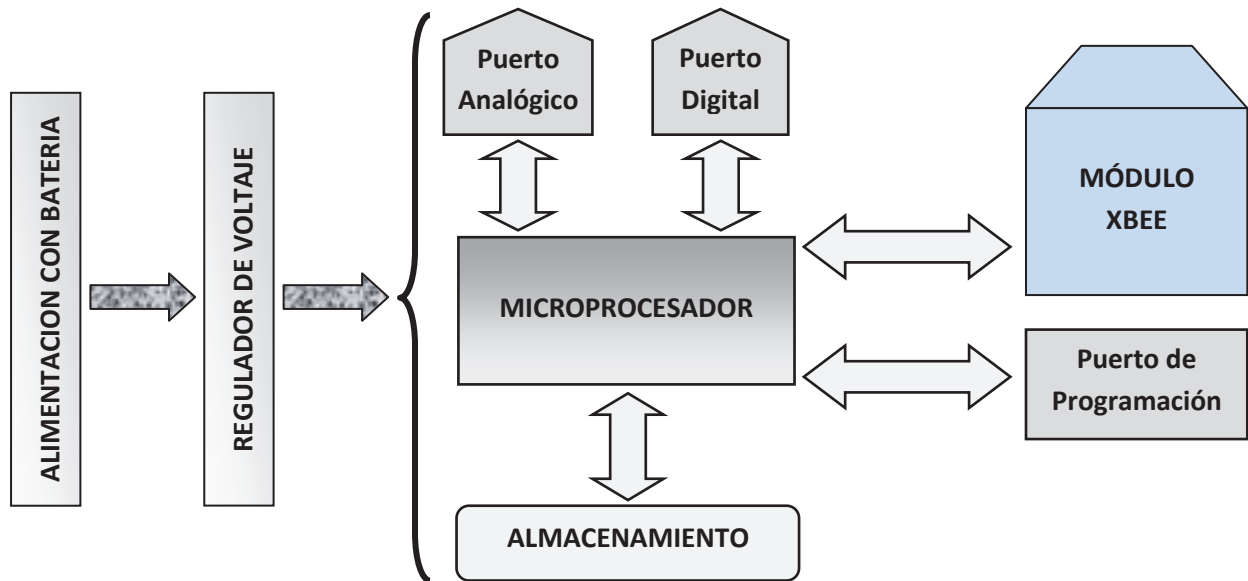 ALIMENTACION CON BATERIA
REGULADOR DE VOLTAJE
Puerto
Analógico
Puerto
Digital
MICROPROCESADOR
ALMACENAMIENTO
MÓDULO
XBEE
Puerto de
Programación